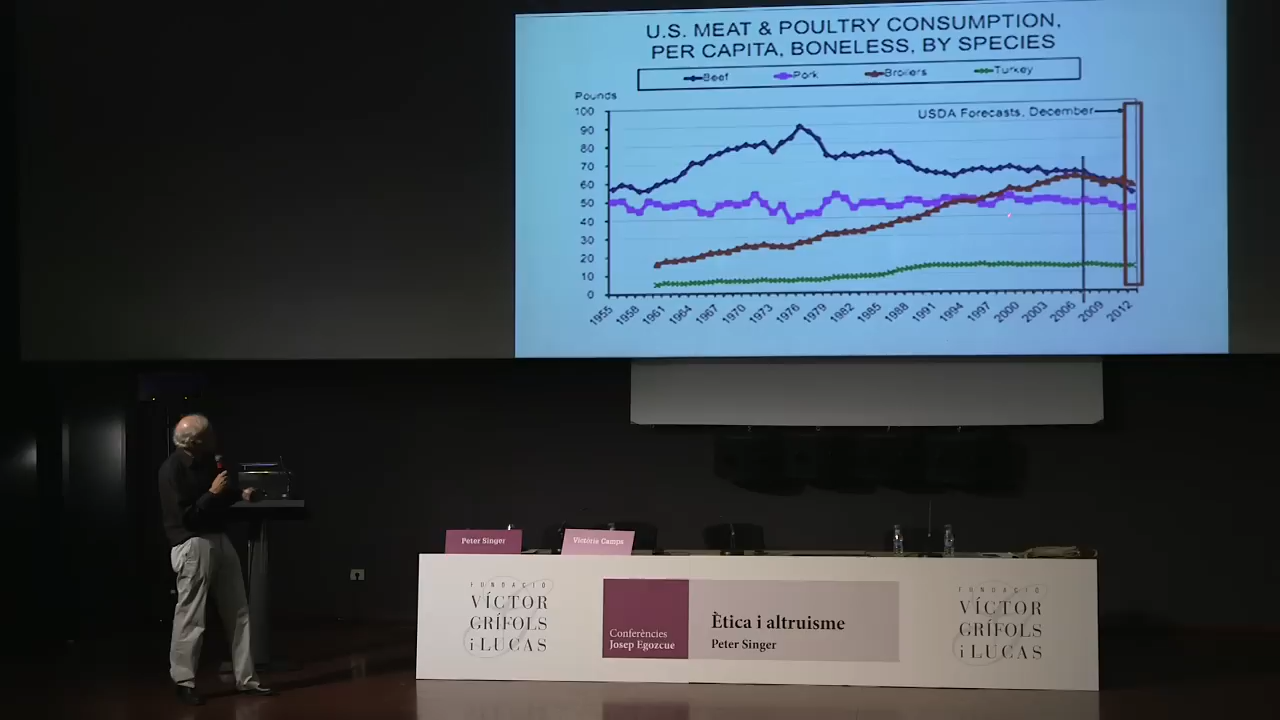 U.S. MEAT & POULTRY CONSUMPTION,
PER CAPITA, BONELESS, BY SPECIES
Beef Pork Broilers Turkey
Pounds
USDA Forecasts, December
100
90
80
70
60
50
40
30
20
10
0
1955 1958 1961 1964 1967 1970 1973 1976 1979 1982 1985 1988 1991 1994 1997 2000 2003 2006 2009 2012
Peter Singer
Victòria Camps
FUNDACIÓ
VÍCTOR
GRÍFOLS
i LUCAS
Conferències
Josep Egozcue
Ètica i altruisme
Peter Singer
FUNDACIÓ
VÍCTOR
GRÍFOLS
i LUCAS